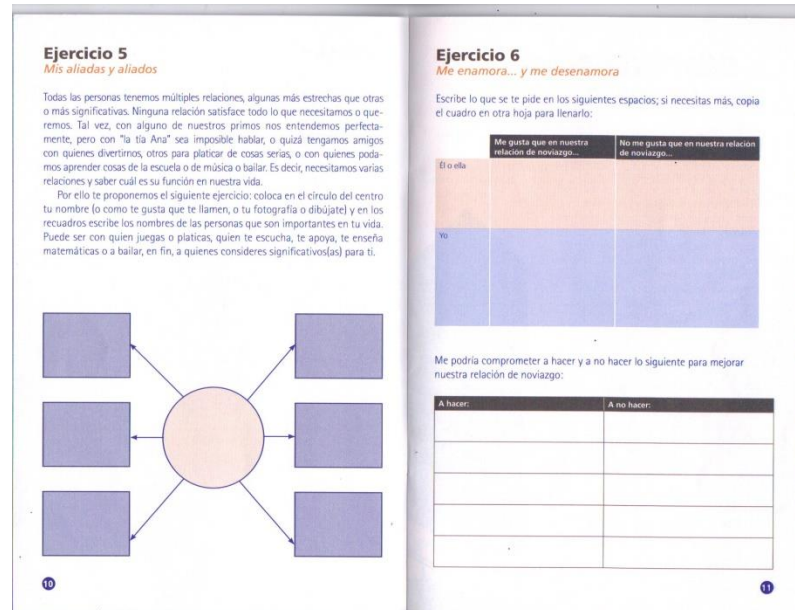 Ejercicio 5
Mis aliadas y aliados
Todas las personas tenemos múltiples relaciones, algunas más estrechas que otras
o más significativas. Ninguna relación satisface todo lo que necesitamos o que-
remos. Tal vez, con alguno de nuestros primos nos entendemos perfecta-
mente, pero con "la tía Ana" sea imposible hablar, o quizá tengamos amigos
con quienes divertirnos, otros para platicar de cosas serias, o con quienes poda-
mos aprender cosas de la escuela o de música o bailar. Es decir, necesitamos varias
relaciones y saber cuál es su función en nuestra vida.
Por ello te proponemos el siguiente ejercicio: coloca en el círculo del centro
tu nombre (o como te gusta que te llamen, o tu fotografía o dibújate) y en los
recuadros escribe los nombres de las personas que son importantes en tu vida.
Puede ser con quien juegas o platicas, quien te escucha, te apoya, te enseña
matemáticas o a bailar, en fin, a quienes consideres significativos(as) para ti.
10
Ejercicio 6
Me enamora... y me desenamora
Escribe lo que se te pide en los siguientes espacios; si necesitas más, copia
el cuadro en otra hoja para llenarlo:
Me gusta que en nuestra
relación de noviazgo...
No me gusta que en nuestra relación
de noviazgo...
Él o ella
Yo
Me podría comprometer a hacer y a no hacer lo siguiente para mejorar
nuestra relación de noviazgo:
A hacer:
A no hacer:
11